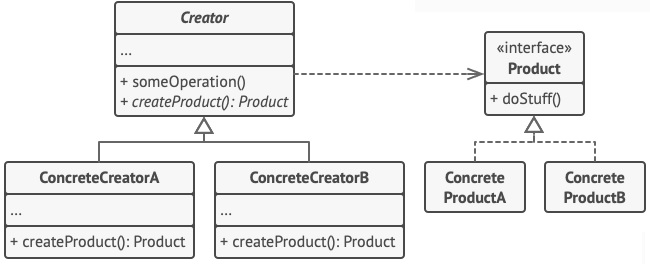 Creator
...
+ someOperation()
+ createProduct(): Product
«interface»
Product
+ doStuff()
ConcreteCreatorA
...
+ createProduct(): Product
ConcreteCreatorB
...
+ createProduct(): Product
Concrete
ProductA
Concrete
ProductB